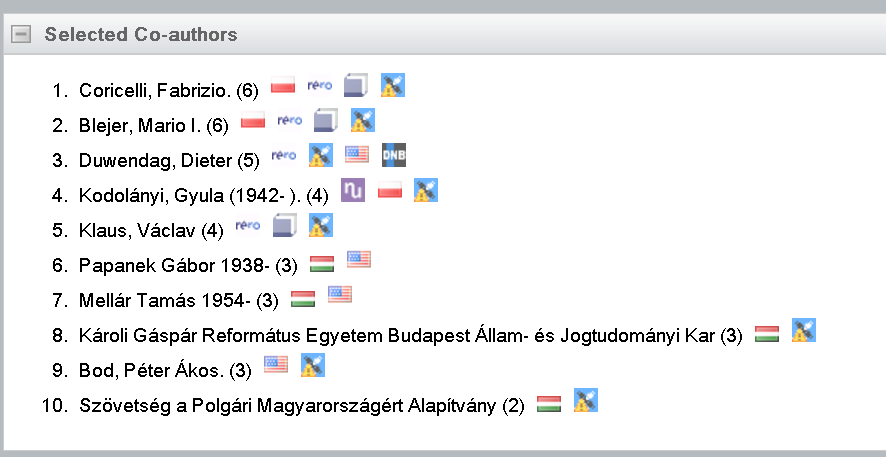 Selected Co-authors
1. Coricelli, Fabrizio. (6) rero
2. Blejer, Mario I. (6) rero
3. Duwendag, Dieter (5) rero DNB
4. Kodolányi, Gyula (1942- ). (4) nu
5. Klaus, Václav (4) rero
6. Papanek Gábor 1938- (3)
7. Mellár Tamás 1954- (3)
8. Károli Gáspár Református Egyetem Budapest Állam- és Jogtudományi Kar (3)
9. Bod, Péter Ákos. (3)
10. Szövetség a Polgári Magyarországért Alapítvány (2)